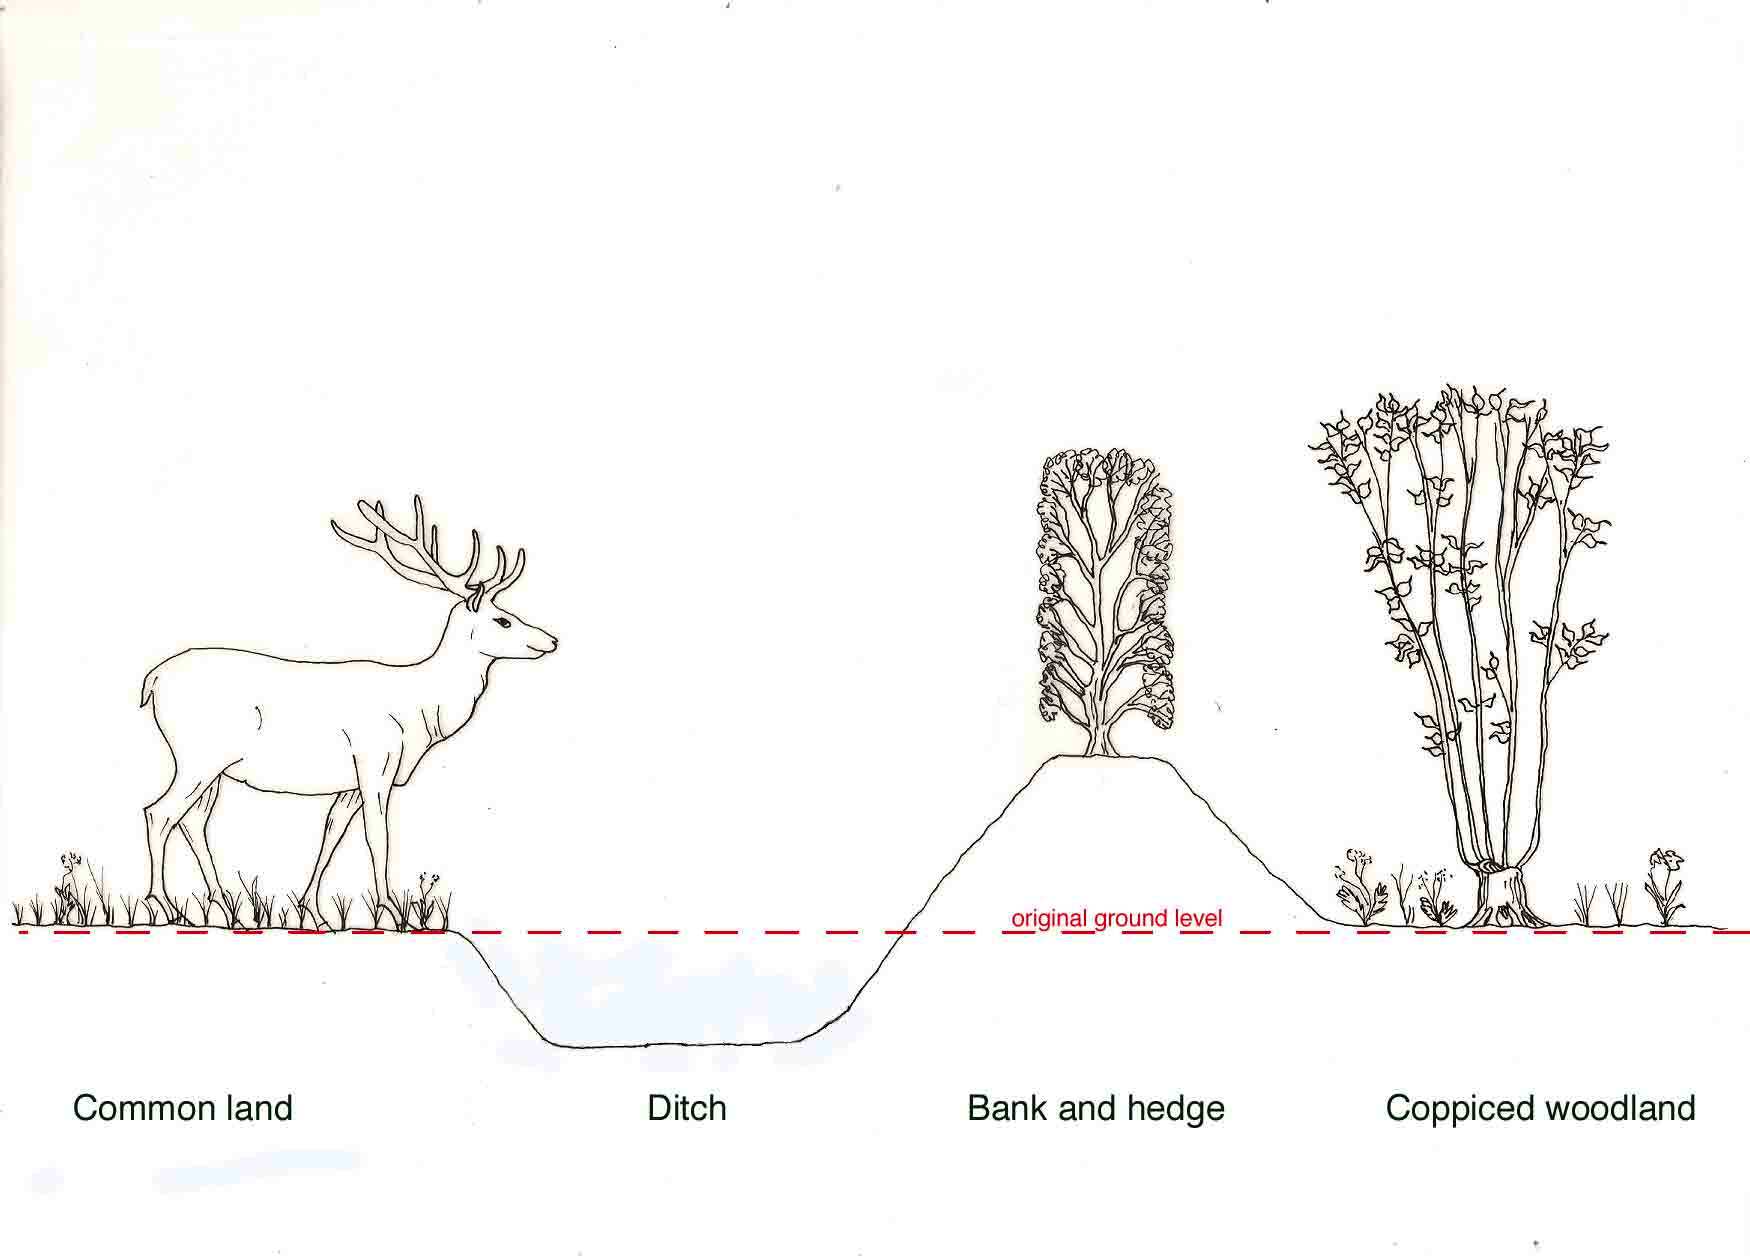 original ground level
Common land
Ditch
Bank and hedge
Coppiced woodland